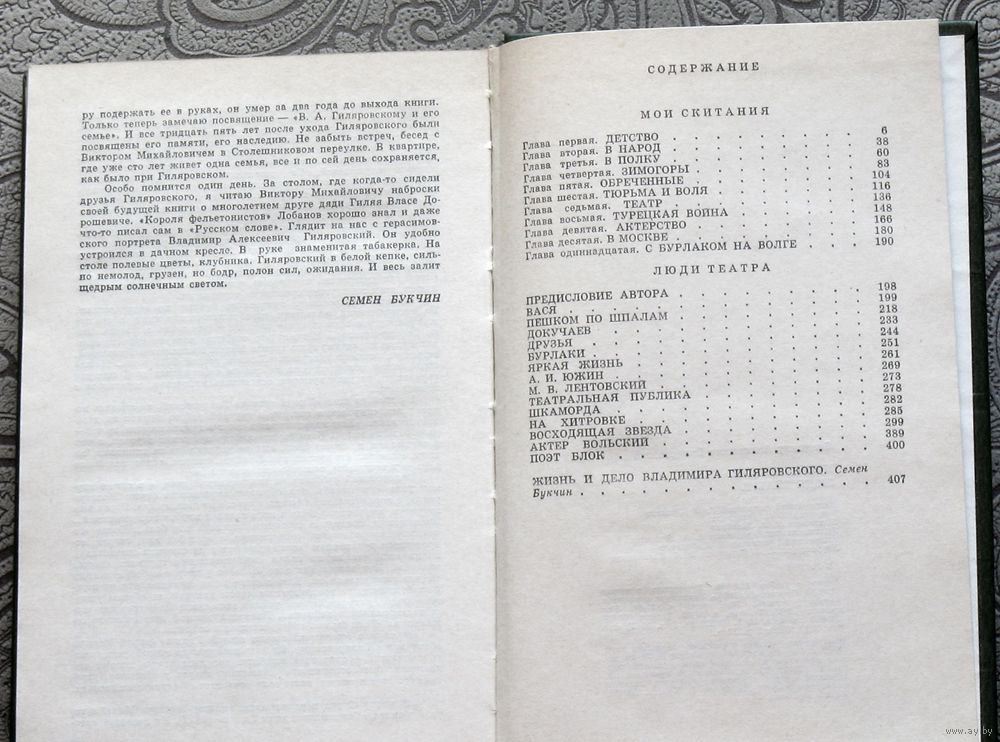 ру подержать ее в руках, он умер за два года до выхода книги.
Только теперь замечаю посвящение — «В. А. Гиляровскому и его
семье». И все тридцать пять лет после ухода Гиляровского были
посвящены его памяти, его наследию. Не забыть встреч, бесед с
Виктором Михайловичем в Столешниковом переулке. В квартире,
где уже сто лет живет одна семья, все и по сей день сохраняется,
как было при Гиляровском.
Особо помнится один день. За столом, где когда-то сидели
друзья Гиляровского, я читаю Виктору Михайловичу наброски
своей будущей книги о многолетнем друге дяди Гиляя Власе До-
рошевиче. «Короля фельетонистов» Лобанов хорошо знал и даже
что-то писал сам в «Русском слове». Глядит на нас с герасимов-
ского портрета Владимир Алексеевич Гиляровский. Он удобно
устроился в дачном кресле. В руке знаменитая табакерка. На
столе полевые цветы, клубника. Гиляровский в белой кепке, силь-
но немолод, грузен, но бодр, полон сил, ожидания. И весь залит
щедрым солнечным светом.
СЕМЕН БУКЧИН
СОДЕРЖАНИЕ
МОИ СКИТАНИЯ
Глава первая. ДЕТСТВО . . . . . . . . . 6
Глава вторая. В НАРОД . . . . . . . . . 38
Глава третья. В ПОЛКУ . . . . . . . . . 60
Глава четвертая. ЗИМОГОРЫ . . . . . . . . 83
Глава пятая. ОБРЕЧЕННЫЕ . . . . . . . . 104
Глава шестая. ТЮРЬМА И ВОЛЯ . . . . . . . 116
Глава седьмая. ТЕАТР . . . . . . . . . 136
Глава восьмая. ТУРЕЦКАЯ ВОЙНА . . . . . . 148
Глава девятая. АКТЕРСТВО . . . . . . . . 166
Глава десятая. В МОСКВЕ . . . . . . . . 180
Глава одиннадцатая. С БУРЛАКОМ НА ВОЛГЕ . . . 190
ЛЮДИ ТЕАТРА
ПРЕДИСЛОВИЕ АВТОРА . . . . . . . . 198
ВАСЯ . . . . . . . . . . . . 199
ПЕШКОМ ПО ШПАЛАМ . . . . . . . . 218
ДОКУЧАЕВ . . . . . . . . . . 233
ДРУЗЬЯ . . . . . . . . . . . 244
БУРЛАКИ . . . . . . . . . . . 251
ЯРКАЯ ЖИЗНЬ . . . . . . . . . . 261
А. И. ЮЖИН . . . . . . . . . . 269
М. В. ЛЕНТОВСКИЙ . . . . . . . . . 273
ТЕАТРАЛЬНАЯ ПУБЛИКА . . . . . . . . 278
ШКАМОРДА . . . . . . . . . . 282
НА ХИТРОВКЕ . . . . . . . . . . 285
ВОСХОДЯЩАЯ ЗВЕЗДА . . . . . . . . 299
АКТЕР ВОЛЬСКИЙ . . . . . . . . . 389
ПОЭТ БЛОК . . . . . . . . . . 400
ЖИЗНЬ И ДЕЛО ВЛАДИМИРА ГИЛЯРОВСКОГО. Семен
Букчин . . . . . . . . . . . . 407
www.ay.by